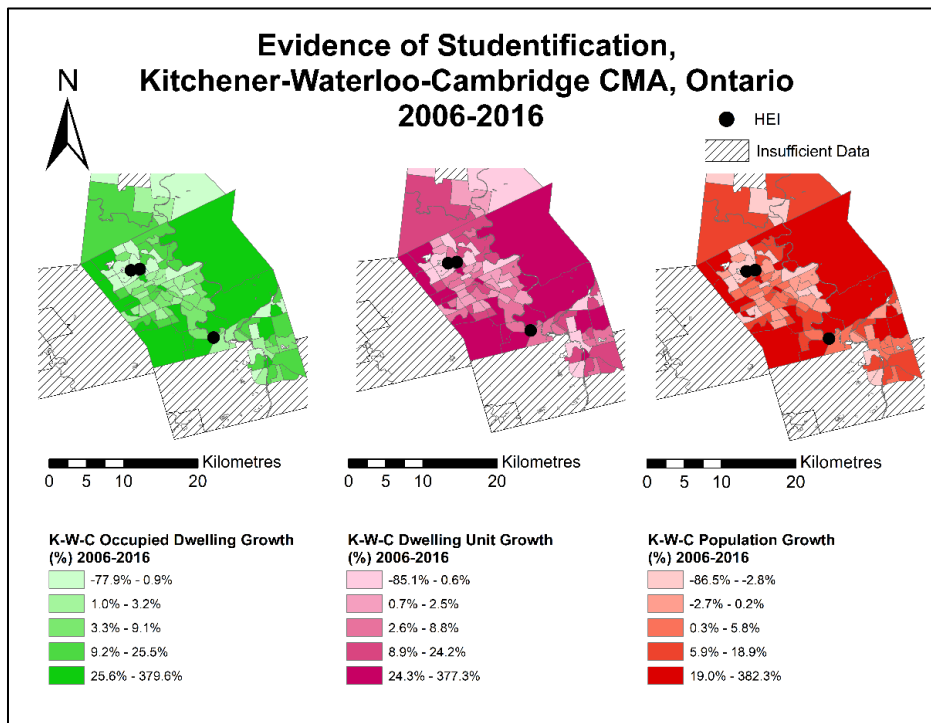 Evidence of Studentification,
Kitchener-Waterloo-Cambridge CMA, Ontario
2006-2016
N
HEI
Insufficient Data
Kilometres
0 5 10 20
Kilometres
0 5 10 20
Kilometres
0 5 10 20
K-W-C Occupied Dwelling Growth
(%) 2006-2016
-77.9% - 0.9%
1.0% - 3.2%
3.3% - 9.1%
9.2% - 25.5%
25.6% - 379.6%
K-W-C Dwelling Unit Growth
(%) 2006-2016
-85.1% - 0.6%
0.7% - 2.5%
2.6% - 8.8%
8.9% - 24.2%
24.3% - 377.3%
K-W-C Population Growth
(%) 2006-2016
-86.5% - -2.8%
-2.7% - 0.2%
0.3% - 5.8%
5.9% - 18.9%
19.0% - 382.3%